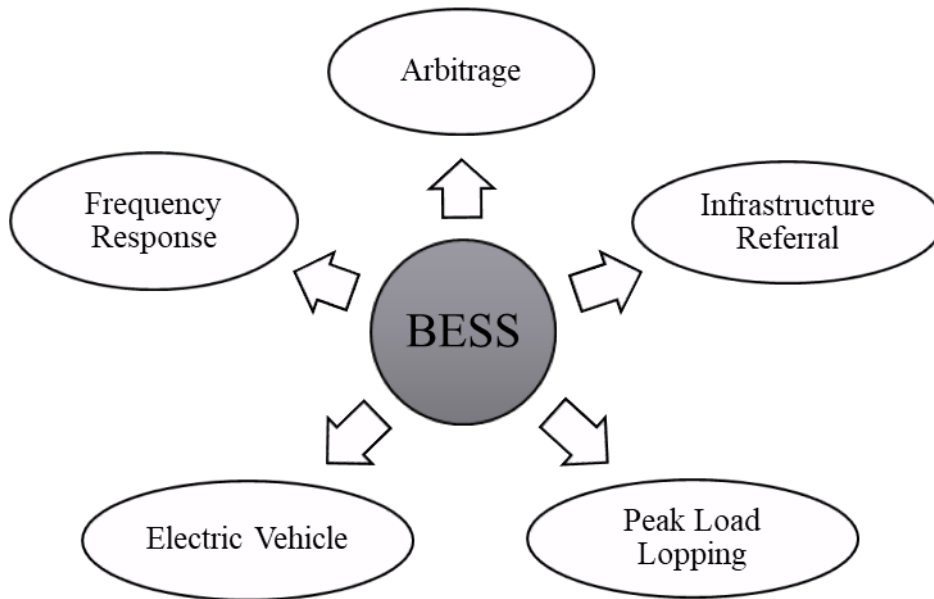 Arbitrage
Frequency
Response
Infrastructure
Referral
BESS
Electric Vehicle
Peak Load
Lopping